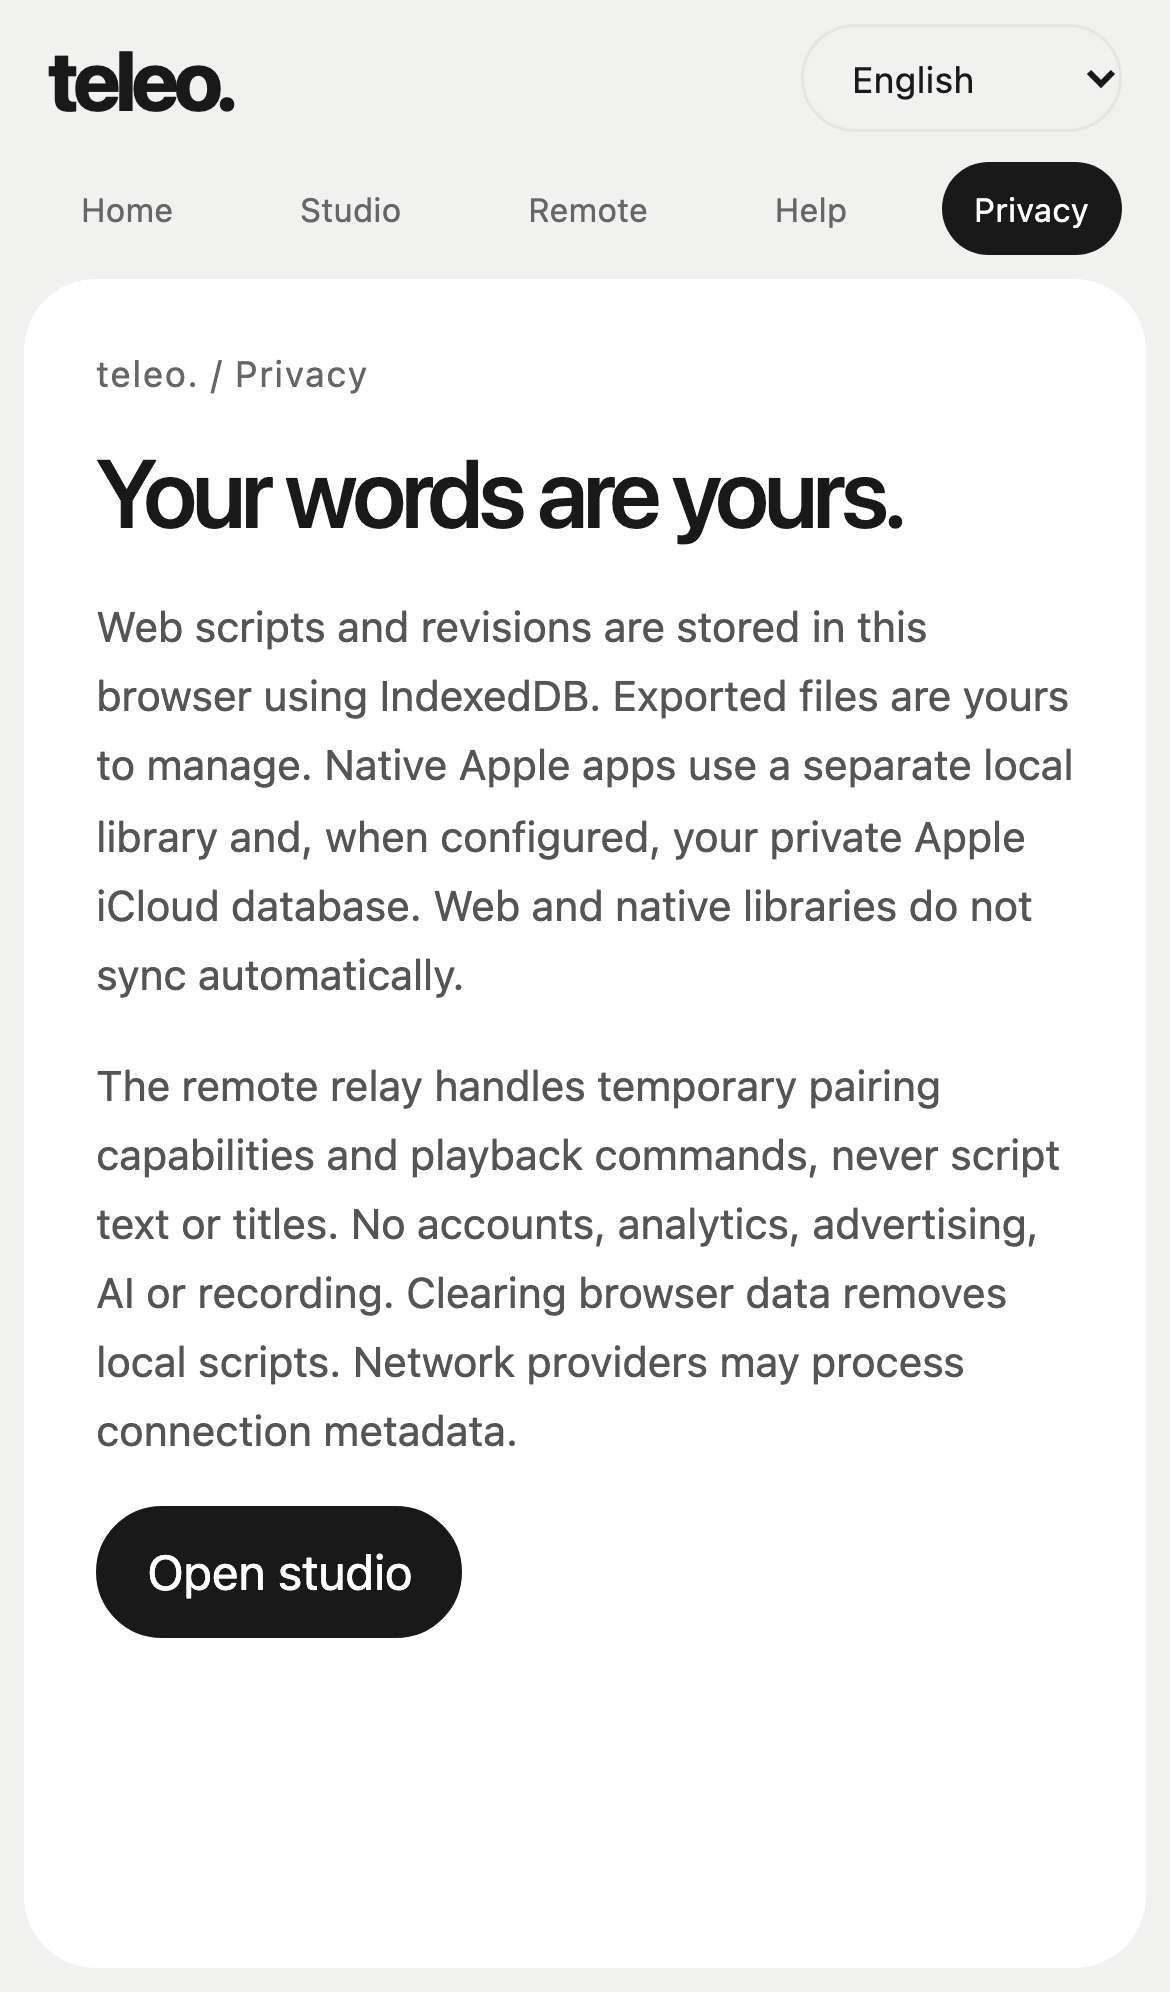 teleo.
English
Home Studio Remote Help Privacy
teleo. / Privacy
Your words are yours.
Web scripts and revisions are stored in this
browser using IndexedDB. Exported files are yours
to manage. Native Apple apps use a separate local
library and, when configured, your private Apple
iCloud database. Web and native libraries do not
sync automatically.
The remote relay handles temporary pairing
capabilities and playback commands, never script
text or titles. No accounts, analytics, advertising,
AI or recording. Clearing browser data removes
local scripts. Network providers may process
connection metadata.
Open studio